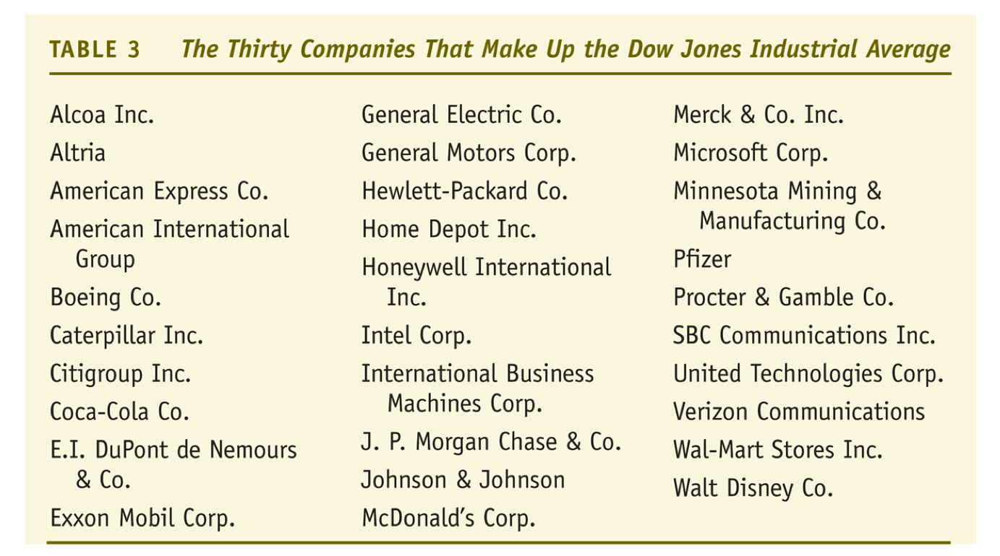 TABLE 3 The Thirty Companies That Make Up the Dow Jones Industrial Average
Alcoa Inc.
Altria
American Express Co.
American International
Group
Boeing Co.
Caterpillar Inc.
Citigroup Inc.
Coca-Cola Co.
E.I. DuPont de Nemours
& Co.
Exxon Mobil Corp.
General Electric Co.
General Motors Corp.
Hewlett-Packard Co.
Home Depot Inc.
Honeywell International
Inc.
Intel Corp.
International Business
Machines Corp.
J. P. Morgan Chase & Co.
Johnson & Johnson
McDonald’s Corp.
Merck & Co. Inc.
Microsoft Corp.
Minnesota Mining &
Manufacturing Co.
Pfizer
Procter & Gamble Co.
SBC Communications Inc.
United Technologies Corp.
Verizon Communications
Wal-Mart Stores Inc.
Walt Disney Co.